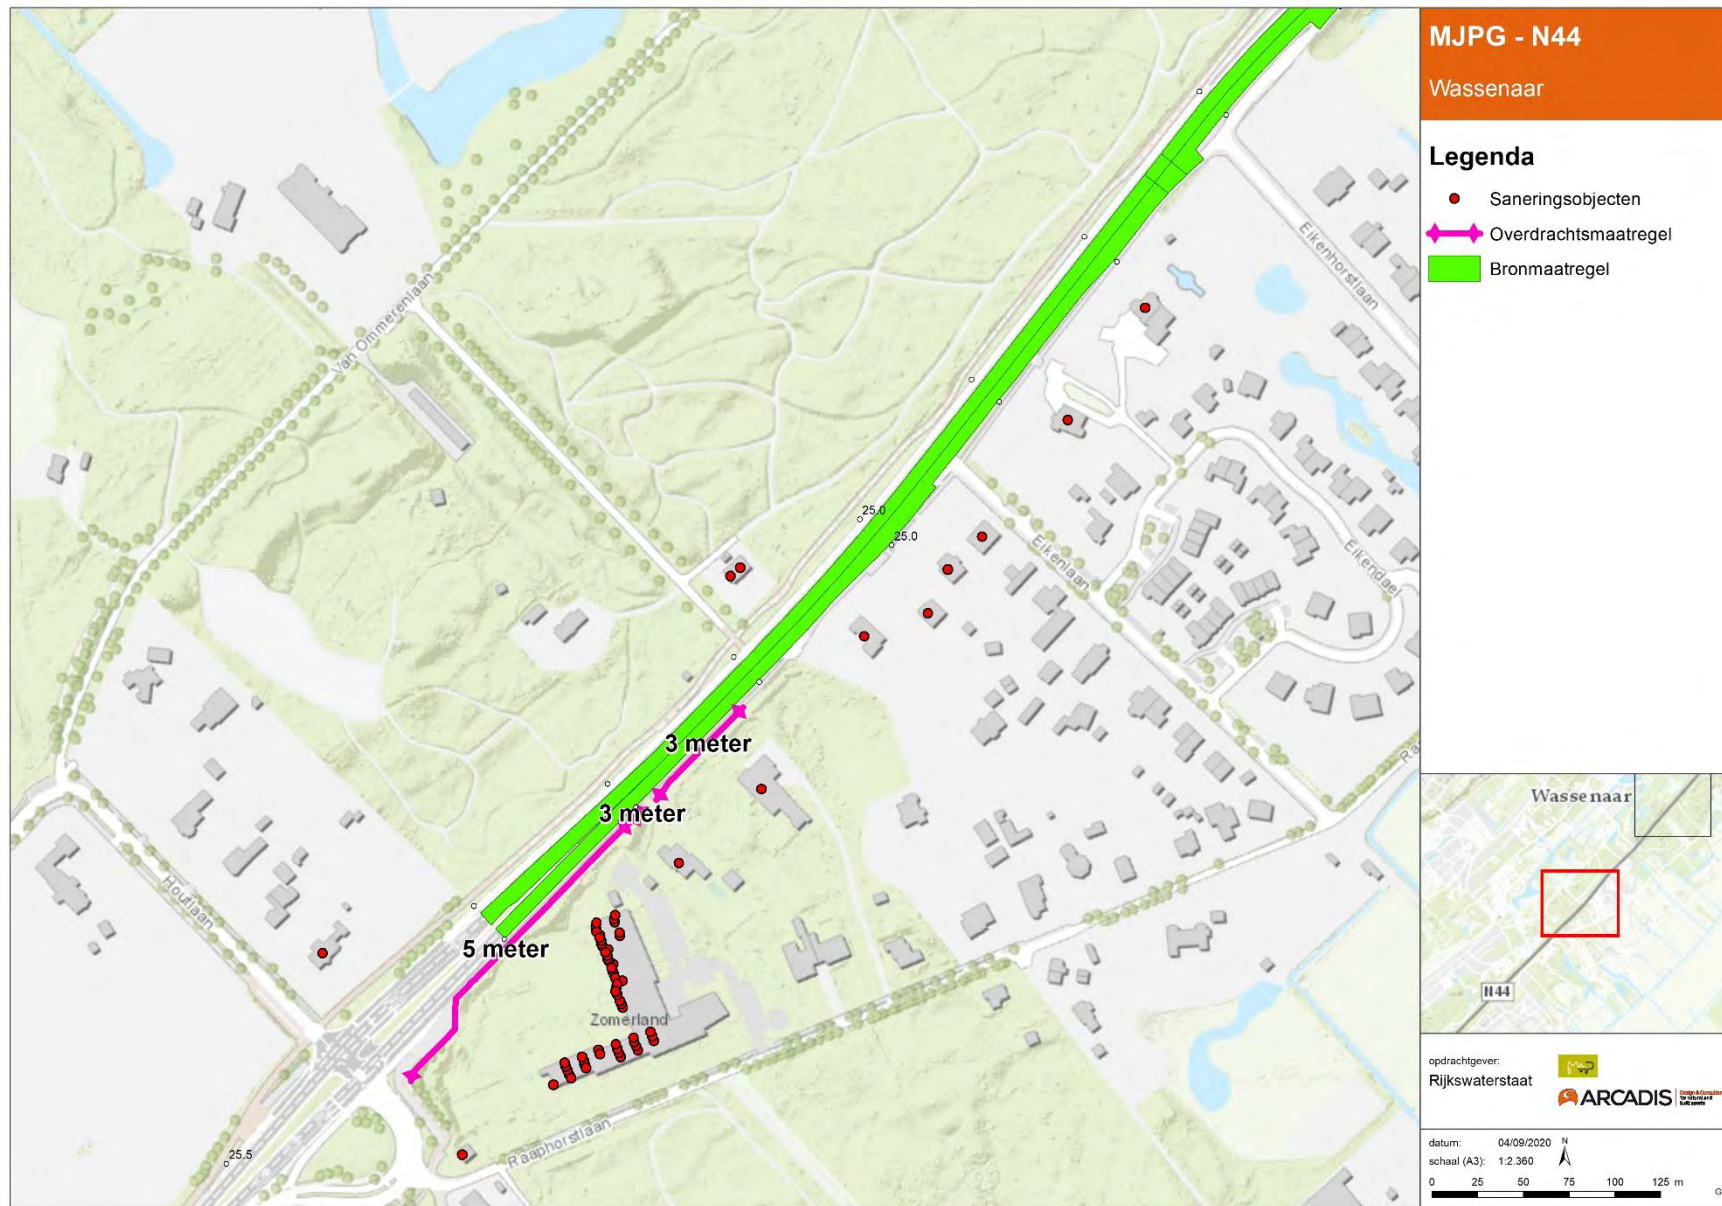 MJPG - N44
Wassenaar
Legenda
Saneringsobjecten
Overdrachtsmaatregel
Bronmaatregel
Van Ommerenlaan
Eikenhorstlaan
25.0
25.0
Eikenlaan
Eikendael
Ra
3 meter
3 meter
Houtlaan
5 meter
Zomerland
Raaphorstlaan
25.5
Wassenaar
N44
opdrachtgever:
Rijkswaterstaat
ARCADIS
datum: 04/09/2020 N
schaal (A3): 1:2.360
0 25 50 75 100 125 m
G